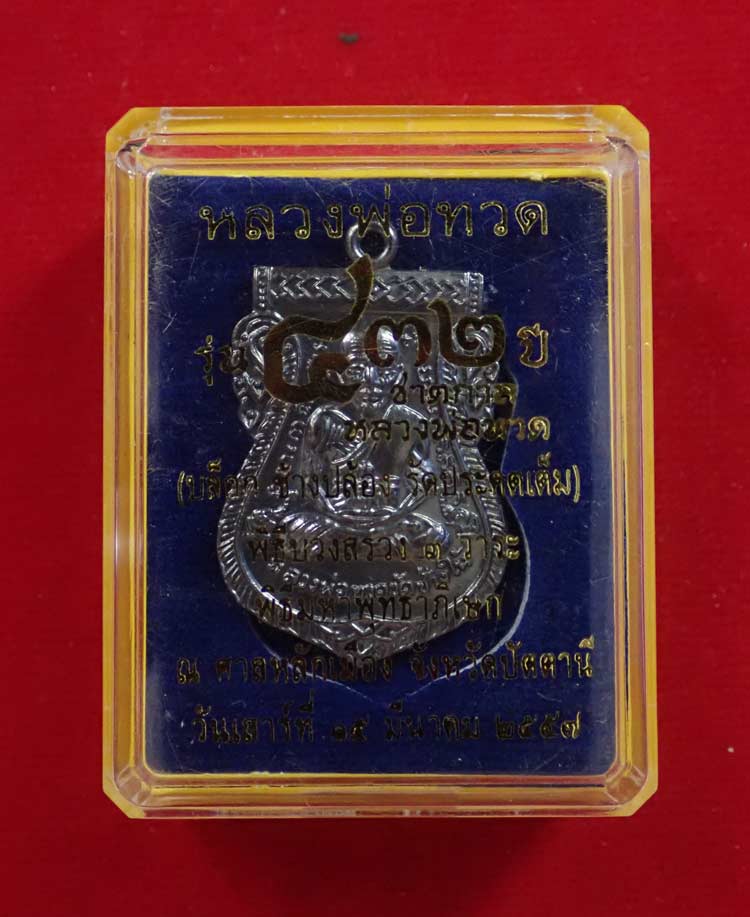 หลวงพ่อทวด
รุ่น ๔๓๒ ปี
ชาตกาล
หลวงพ่อทวด
(บล็อก ช้างปล้อง รัดประคดเต็ม)
พิธีบวงสรวง ๑ วาระ
พิธีมหาพุทธาภิเษก
ณ ศาลหลักเมือง จังหวัดปัตตานี
วันเสาร์ที่ ๑๕ มีนาคม ๒๕๕๗